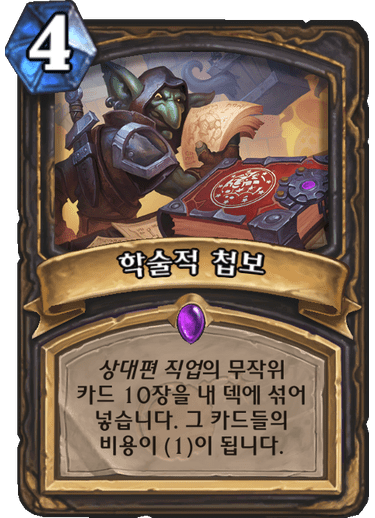 4
학술적 첩보
상대편 직업의 무작위
카드 10장을 내 덱에 섞어
넣습니다. 그 카드들의
비용이 (1)이 됩니다.